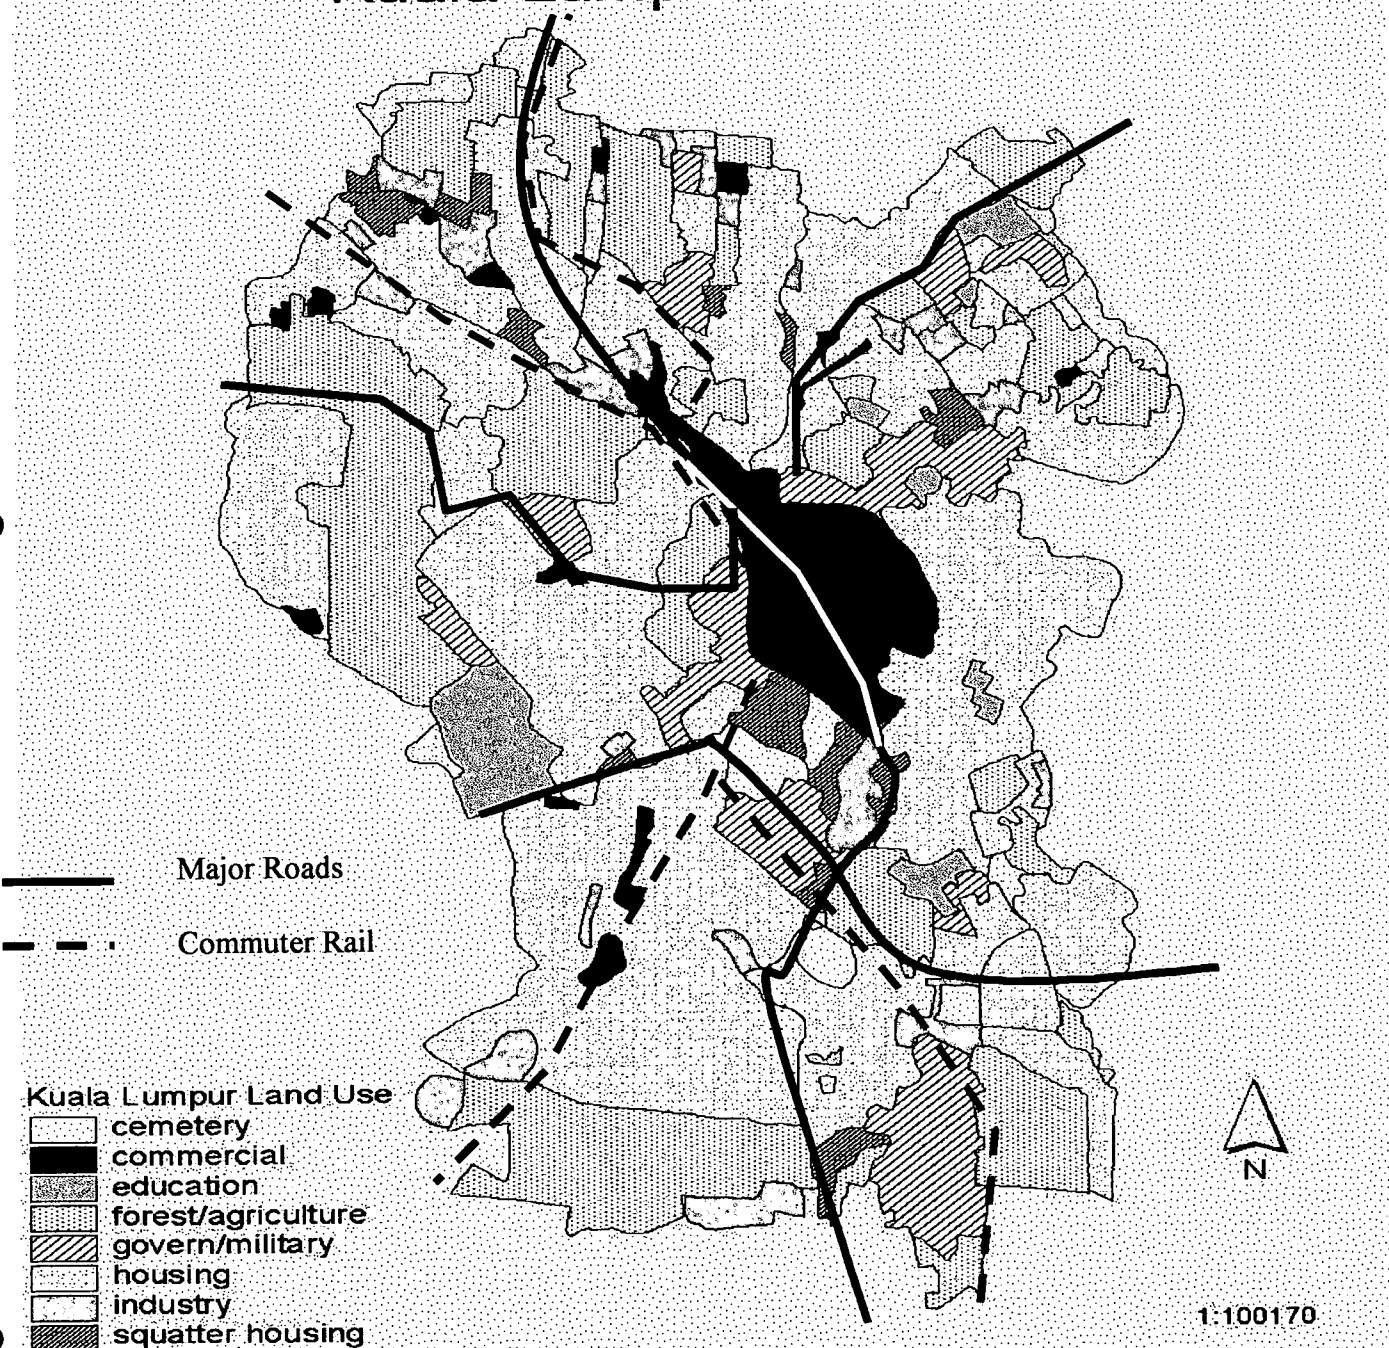 Major Roads
Commuter Rail
Kuala Lumpur Land Use
cemetery
commercial
education
forest/agriculture
govern/military
housing
industry
squatter housing
N
1:100170